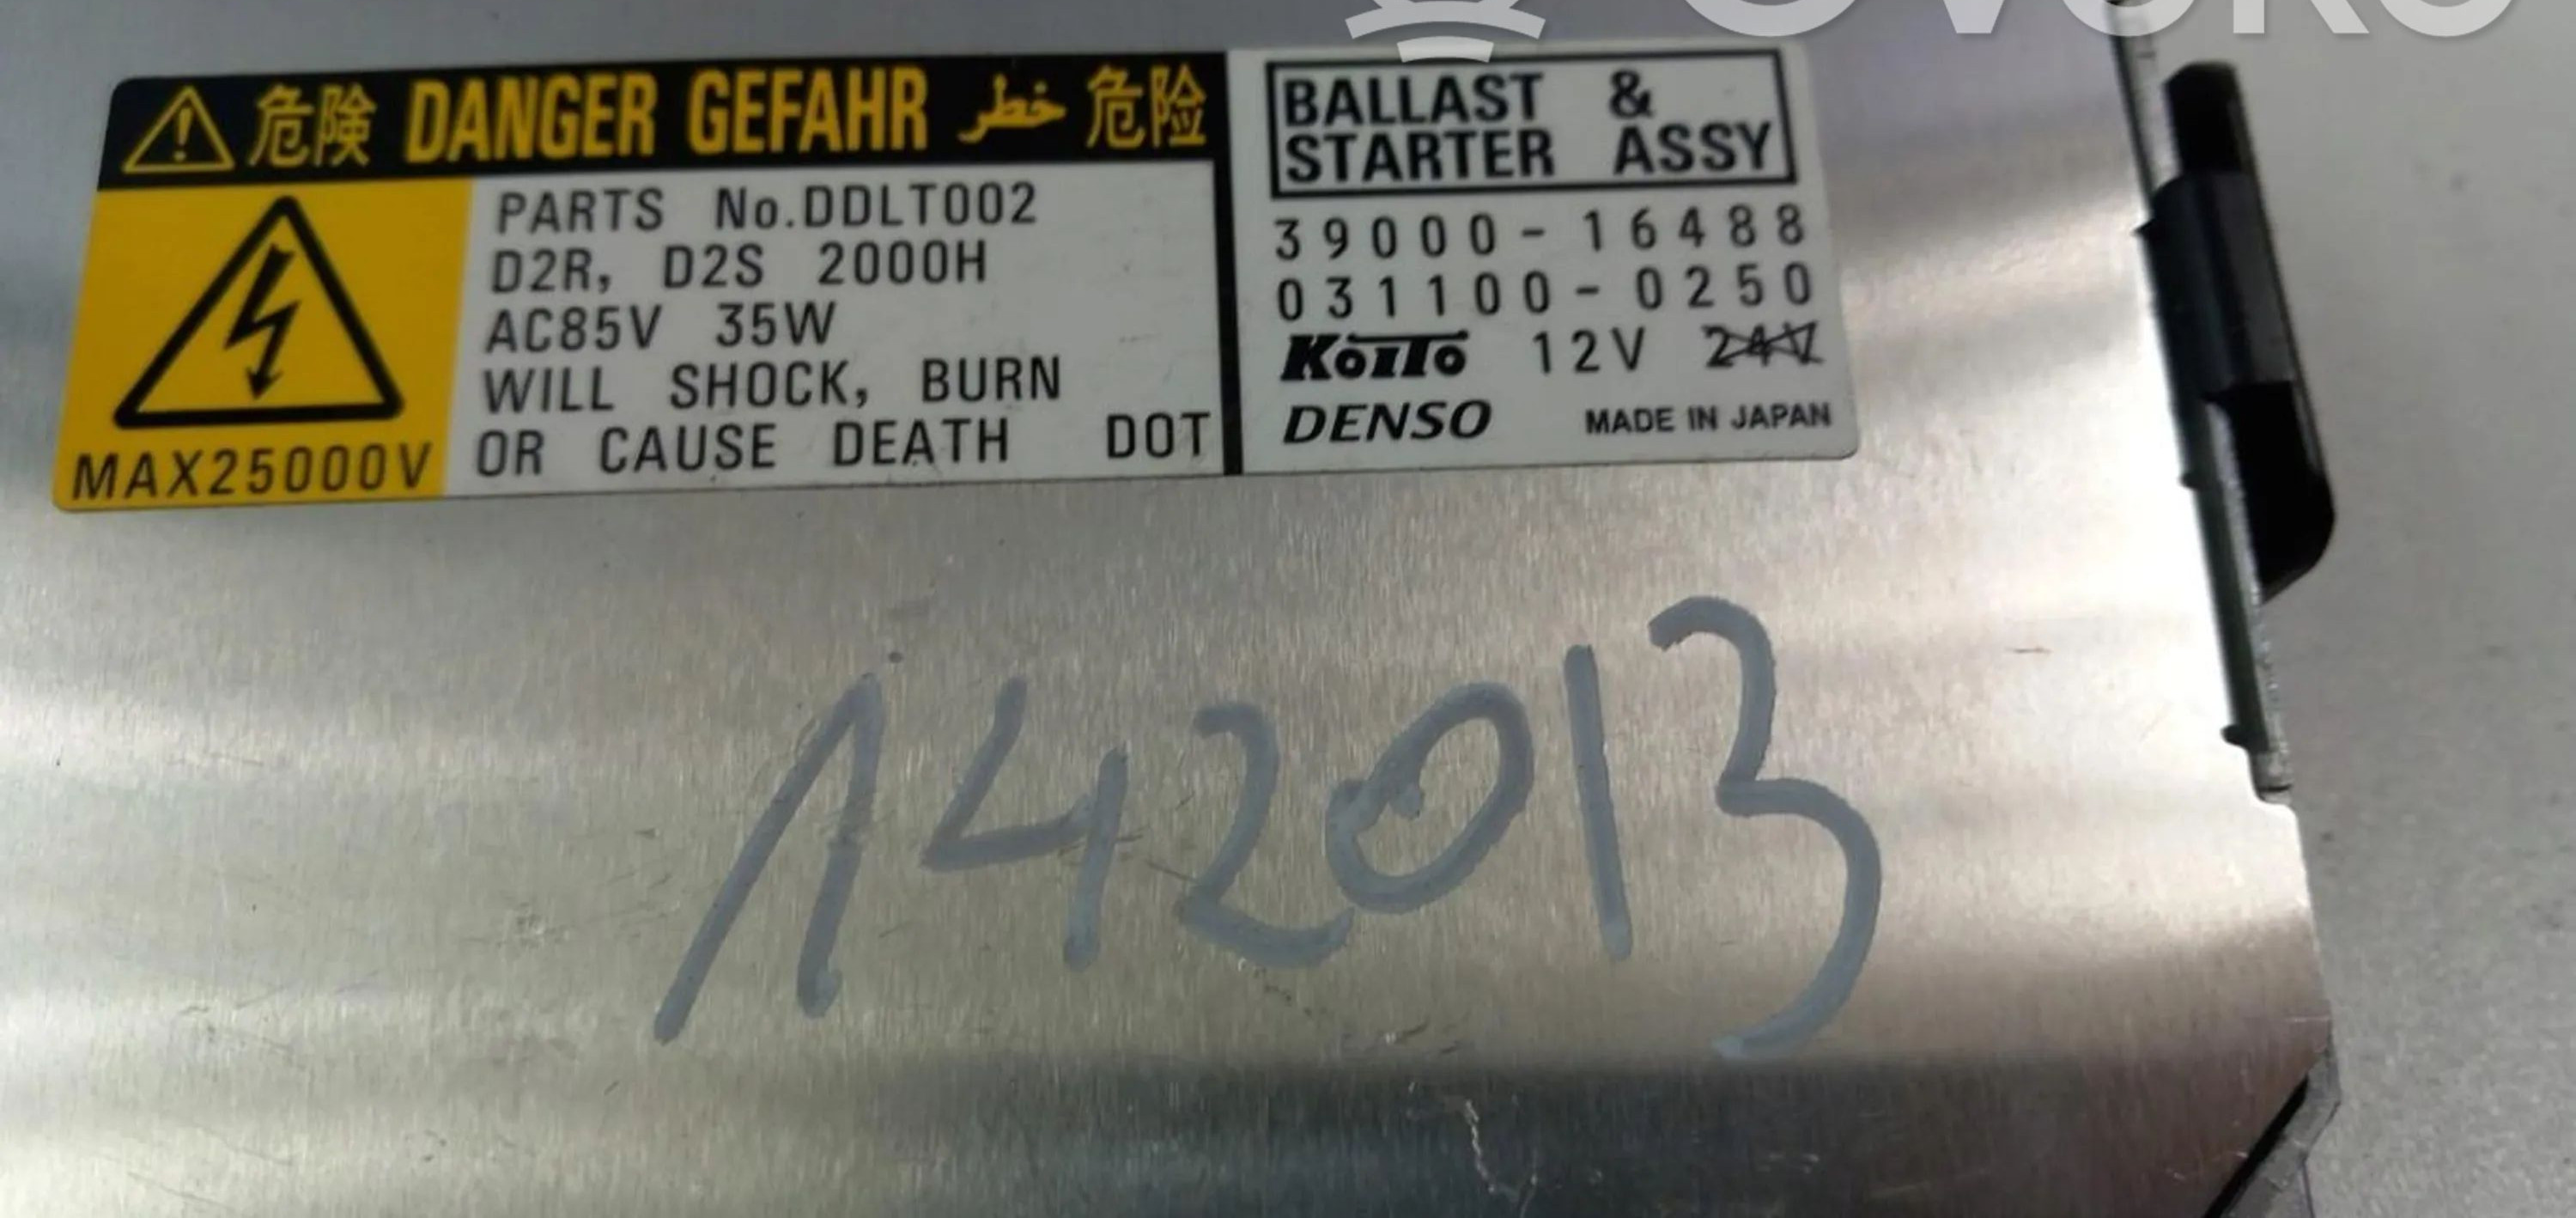 危険 DANGER GEFAHR خطر 危险
MAX25000V
PARTS No.DDLT002
D2R, D2S 2000H
AC85V 35W
WILL SHOCK, BURN
OR CAUSE DEATH DOT
BALLAST &
STARTER ASSY
39000-16488
031100-0250
KOITO 12V 24V
DENSO MADE IN JAPAN
142013